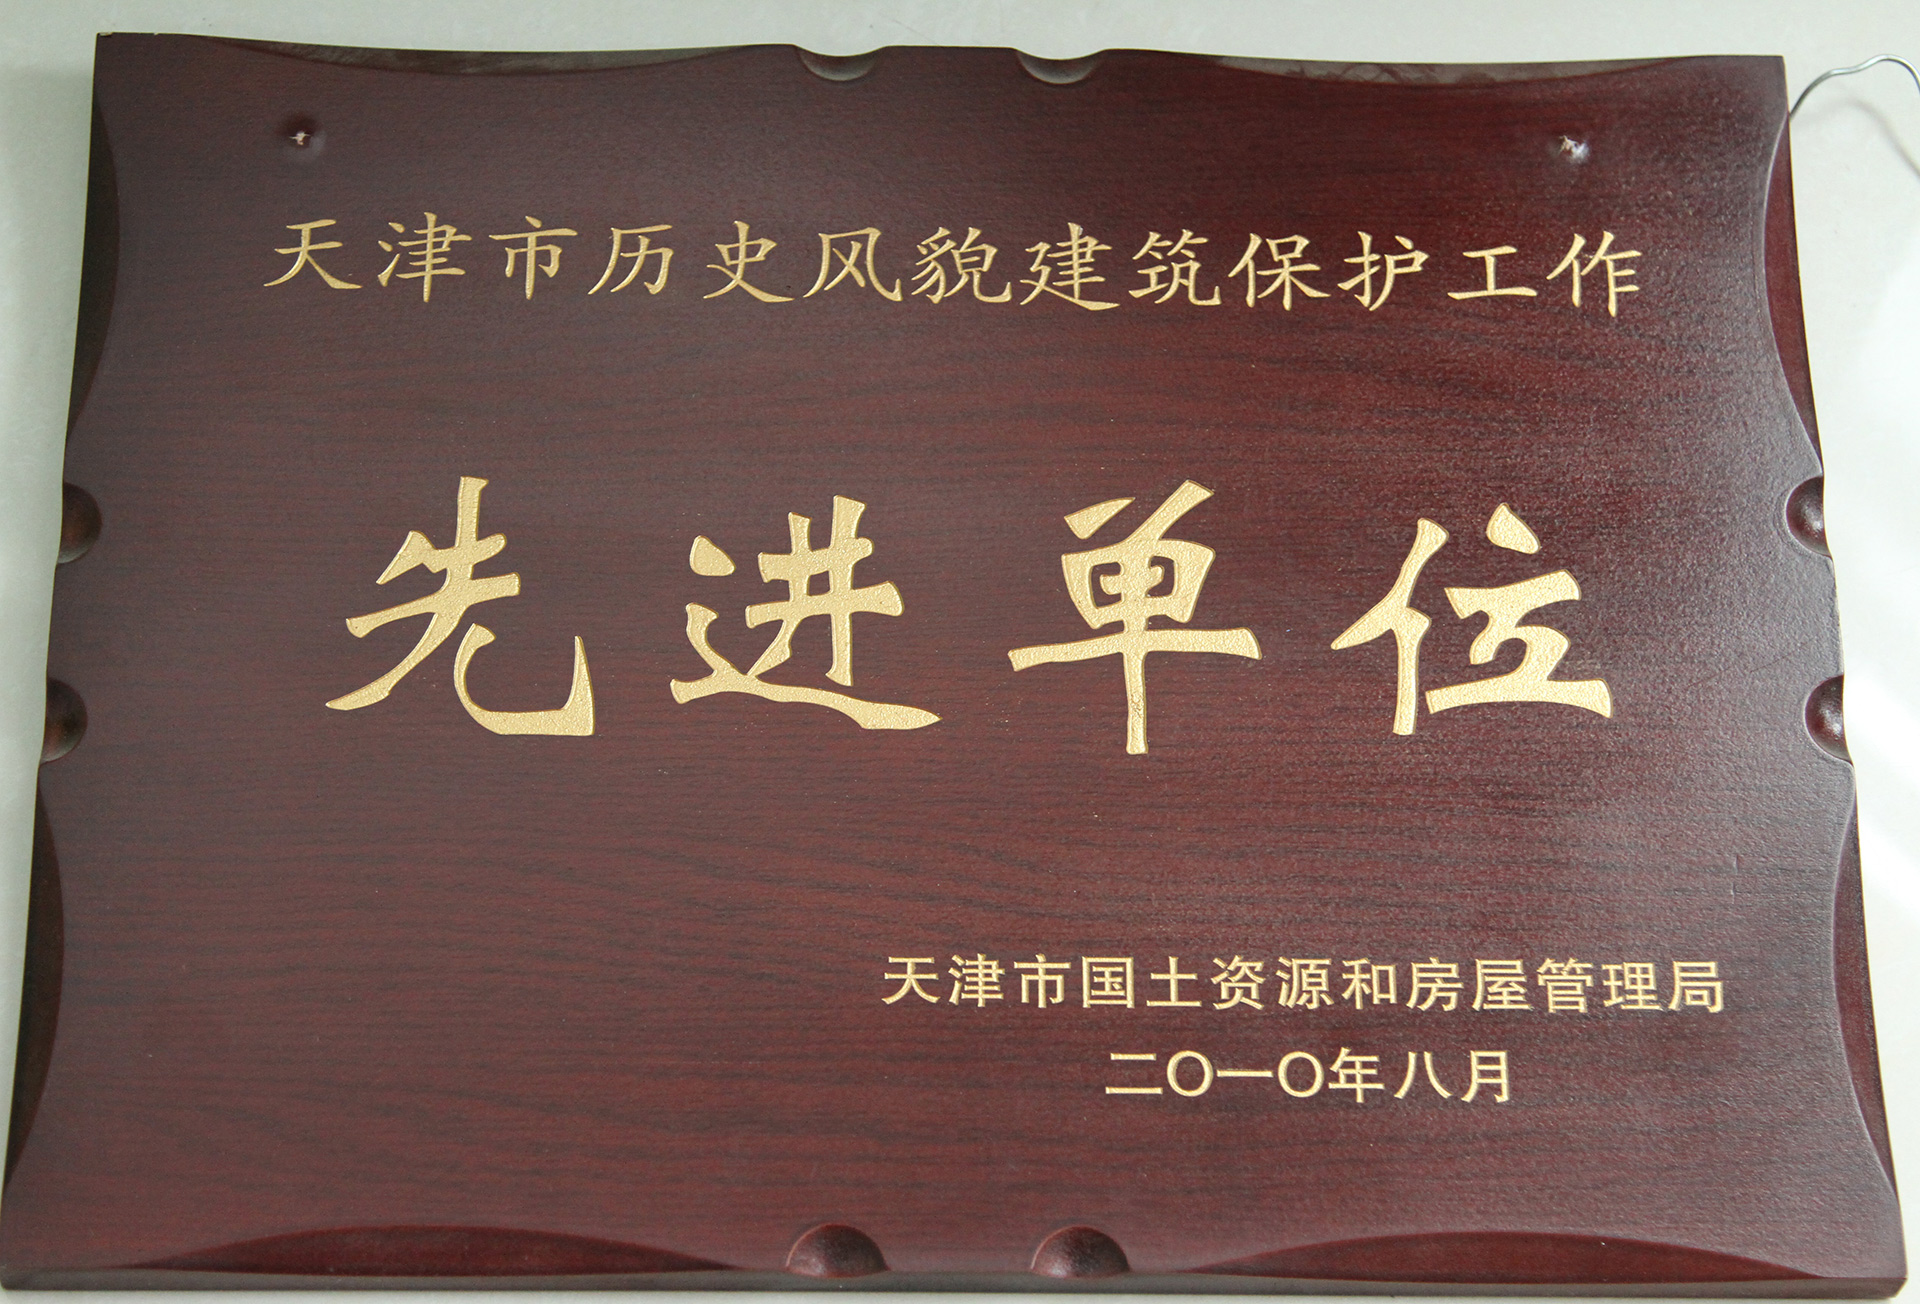 天津市历史风貌建筑保护工作
先进单位
天津市国土资源和房屋管理局
二〇一〇年八月